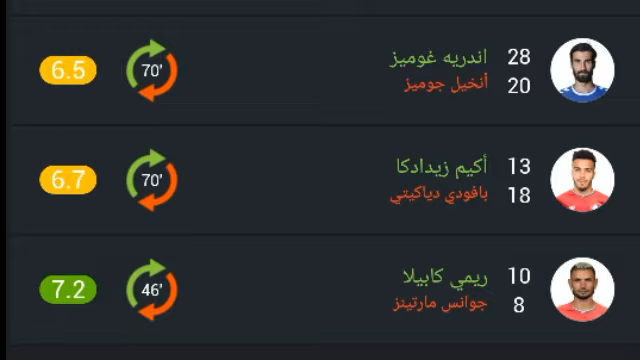 اندريه غوميز 28 70' 6.5
أنخيل جوميز 20
أكيم زيدادكا 13 70' 6.7
بافودي دياكيتي 18
ريمي كابيلا 10 46' 7.2
جوانس مارتينز 8